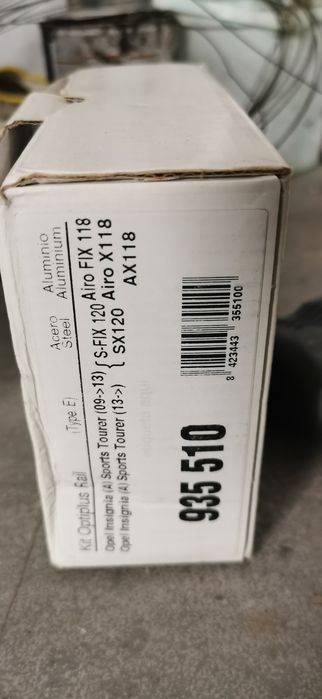 Kit Optiplus Rail (Type E) Acero Aluminio
Steel Aluminium
Opel Insignia (A) Sports Tourer (09->13) { S-FIX 120 Airo FIX 118
Opel Insignia (A) Sports Tourer (13->) { SX120 Airo X118
AX118
935 510
8 423443 355100